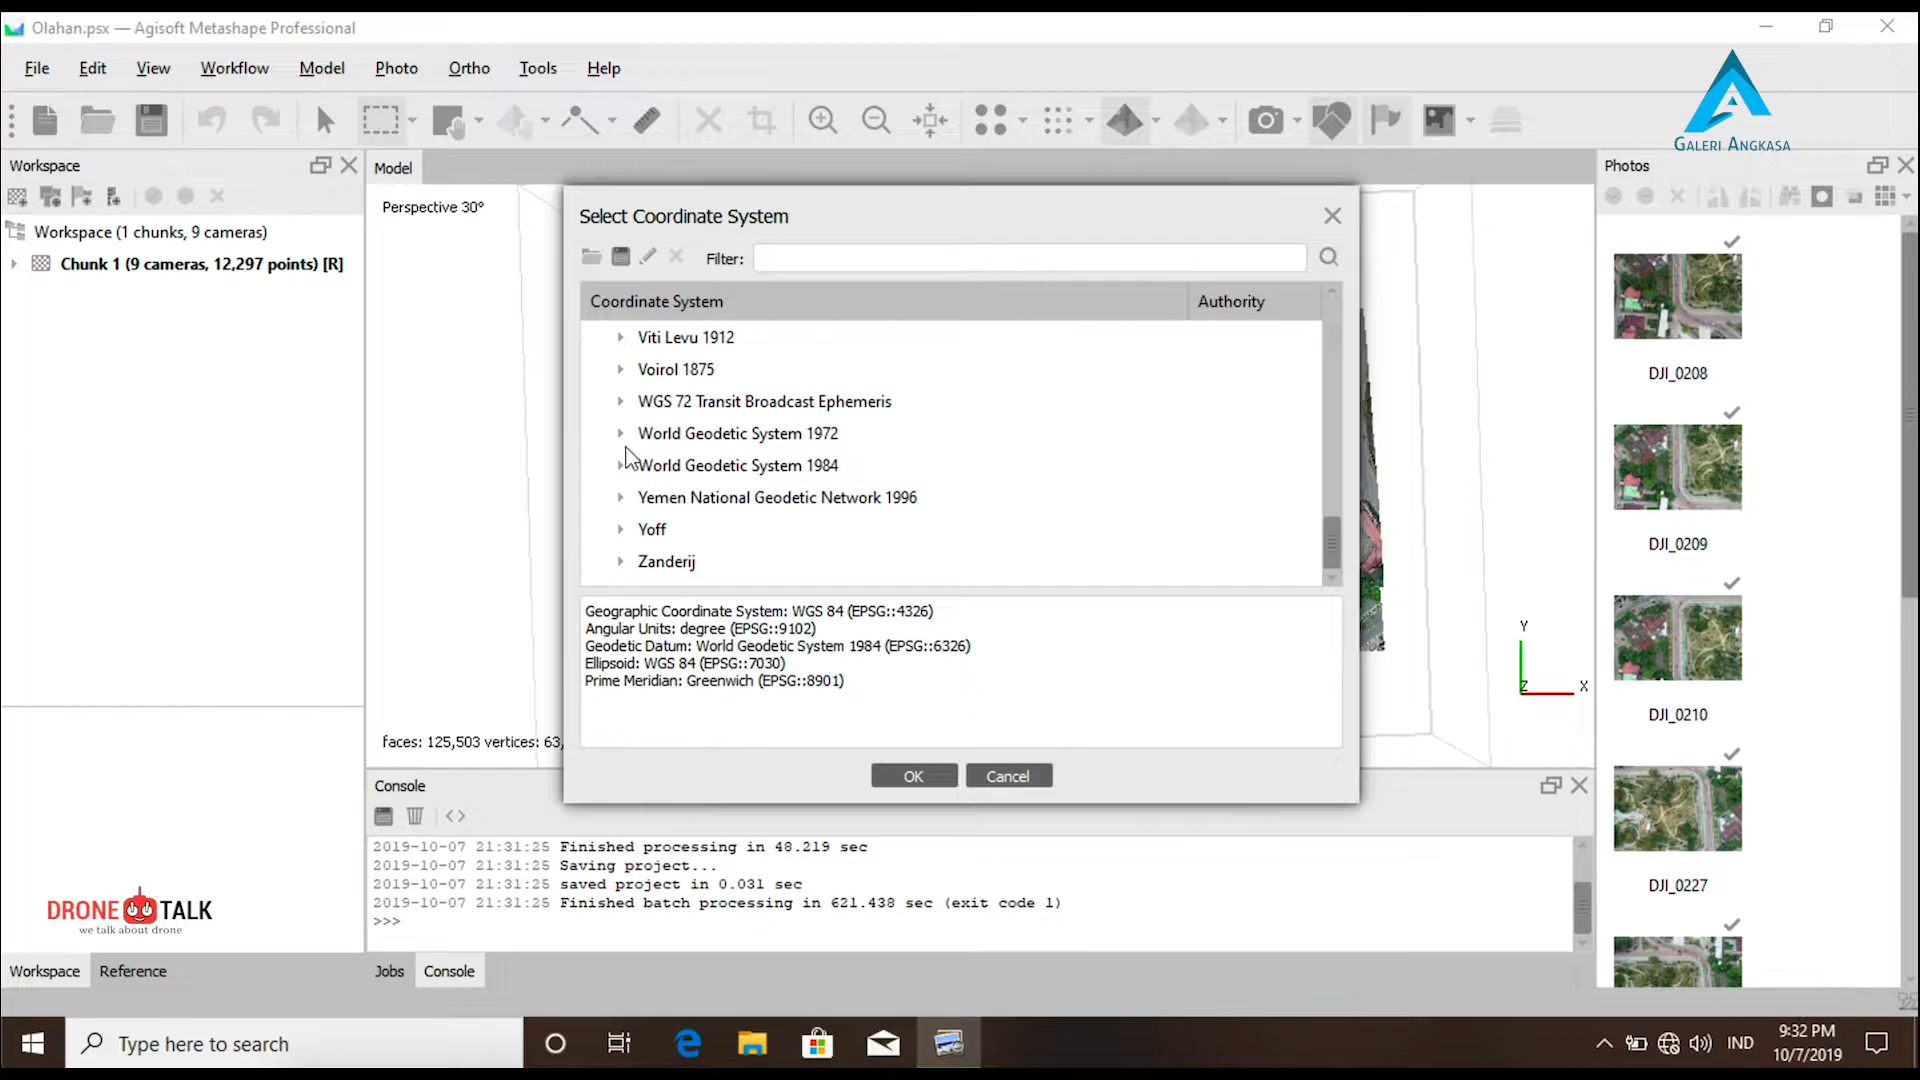 Olahan.psx — Agisoft Metashape Professional
File Edit View Workflow Model Photo Ortho Tools Help
GALERI ANGKASA
Workspace
Model
Photos
Perspective 30°
Workspace (1 chunks, 9 cameras)
Chunk 1 (9 cameras, 12,297 points) [R]
Select Coordinate System
Filter:
Coordinate System Authority
Viti Levu 1912
Voirol 1875
WGS 72 Transit Broadcast Ephemeris
World Geodetic System 1972
World Geodetic System 1984
Yemen National Geodetic Network 1996
Yoff
Zanderij
Geographic Coordinate System: WGS 84 (EPSG::4326)
Angular Units: degree (EPSG::9102)
Geodetic Datum: World Geodetic System 1984 (EPSG::6326)
Ellipsoid: WGS 84 (EPSG::7030)
Prime Meridian: Greenwich (EPSG::8901)
OK Cancel
faces: 125,503 vertices: 63,
Y
Z X
DJI_0208
DJI_0209
DJI_0210
DJI_0227
Console
2019-10-07 21:31:25 Finished processing in 48.219 sec
2019-10-07 21:31:25 Saving project...
2019-10-07 21:31:25 saved project in 0.031 sec
2019-10-07 21:31:25 Finished batch processing in 621.438 sec (exit code 1)
>>>
DRONE TALK
we talk about drone
Workspace Reference
Jobs Console
Type here to search
IND
9:32 PM
10/7/2019